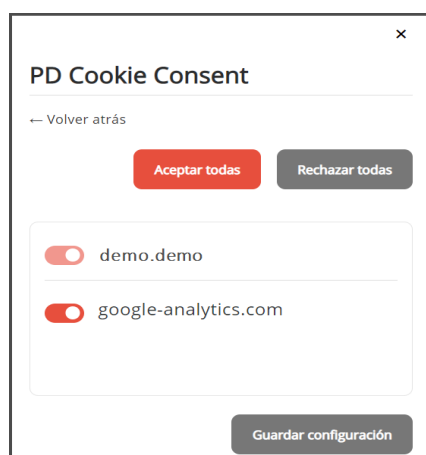 ×
PD Cookie Consent
← Volver atrás
Aceptar todas Rechazar todas
demo.demo
google-analytics.com
Guardar configuración